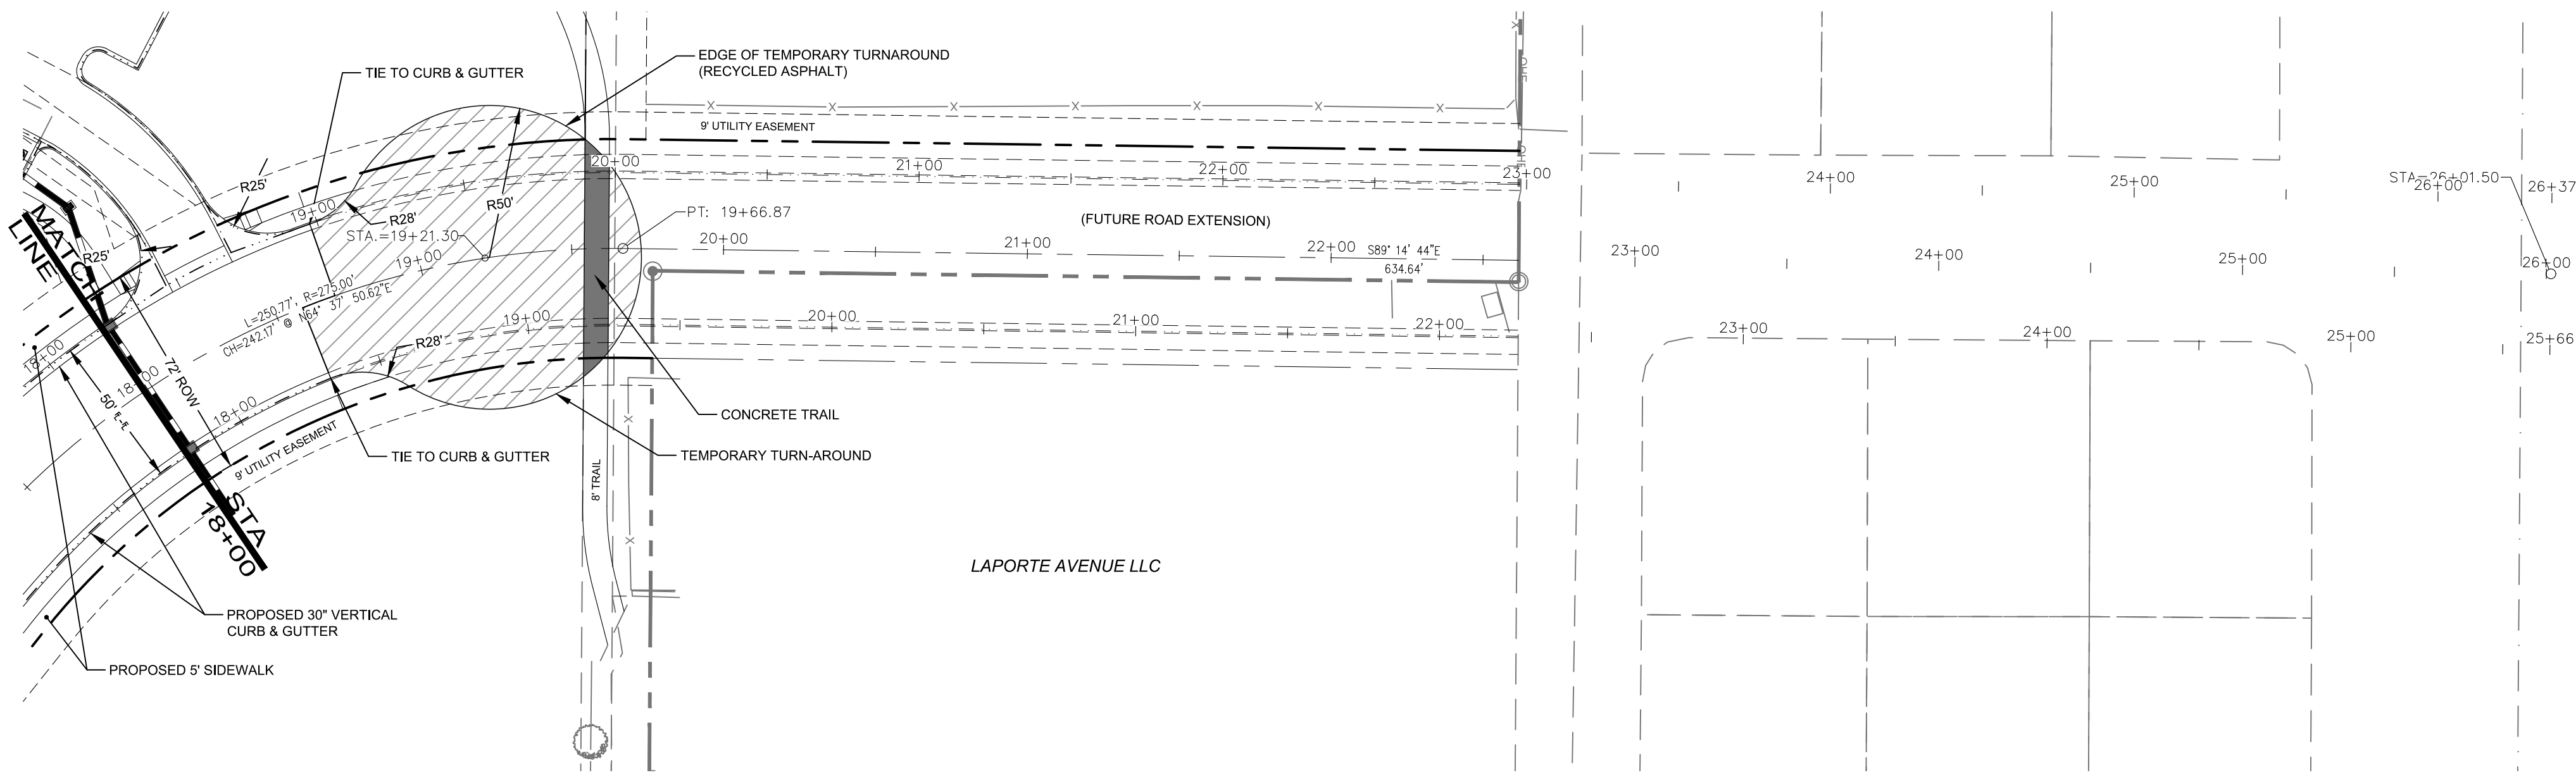 EDGE OF TEMPORARY TURNAROUND
(RECYCLED ASPHALT)
TIE TO CURB & GUTTER
OHE
9' UTILITY EASEMENT
20+00
21+00
22+00
23+00
24+00
25+00
STA=26+01.50
26+00
26+37
R25'
19+00
R28'
R50'
PT: 19+66.87
(FUTURE ROAD EXTENSION)
STA.=19+21.30
19+00
20+00
21+00
22+00
S89° 14' 44"E
634.64'
23+00
24+00
25+00
26+00
MATCH LINE
STA 18+00
R25'
L=250.77', R=275.00'
CH=242.17' @ N64° 37' 50.62"E
19+00
20+00
21+00
22+00
23+00
24+00
25+00
25+66
R28'
18+00
18+00
18+00
72' ROW
50' FL-FL
9' UTILITY EASEMENT
CONCRETE TRAIL
TIE TO CURB & GUTTER
TEMPORARY TURN-AROUND
8' TRAIL
LAPORTE AVENUE LLC
PROPOSED 30" VERTICAL
CURB & GUTTER
PROPOSED 5' SIDEWALK